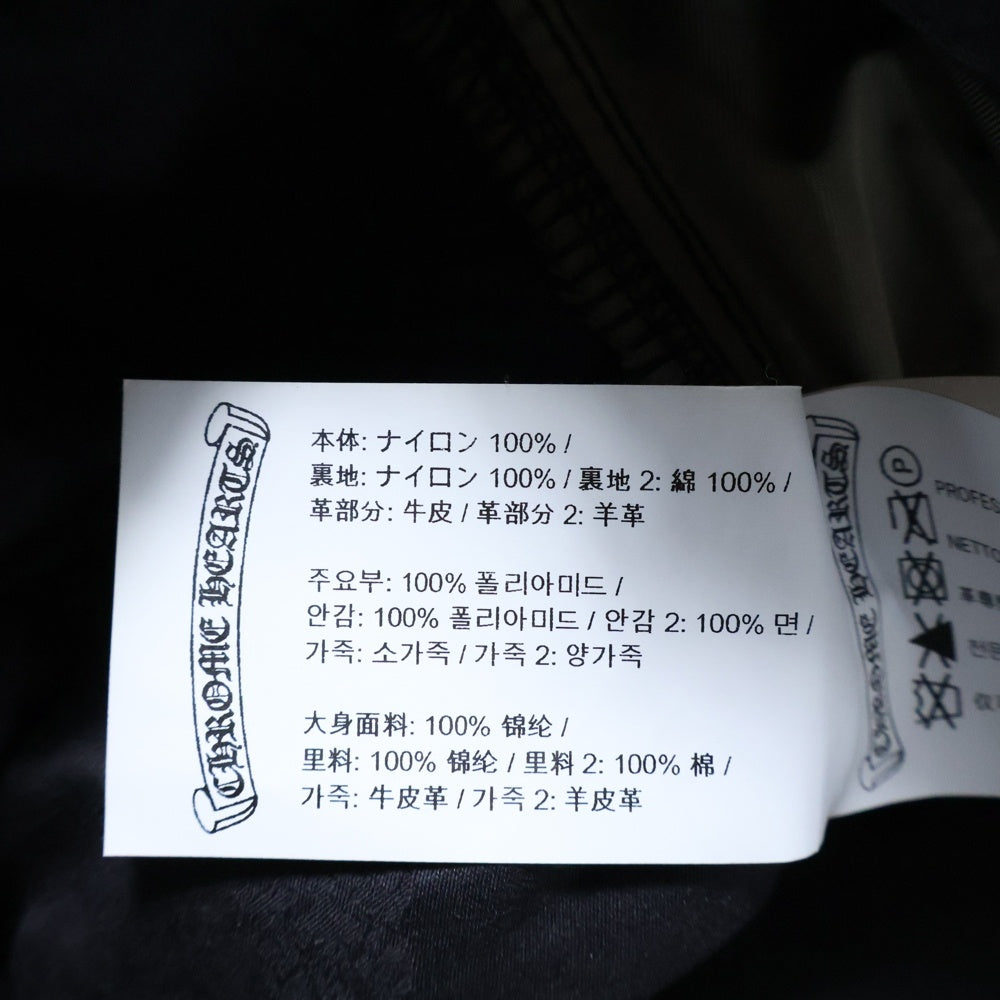 CHROME HEARTS
本体: ナイロン 100% /
裏地: ナイロン 100% / 裏地 2: 綿 100% /
革部分: 牛皮 / 革部分 2: 羊革
주요부: 100% 폴리아미드 /
안감: 100% 폴리아미드 / 안감 2: 100% 면 /
가죽: 소가죽 / 가죽 2: 양가죽
大身面料: 100% 锦纶 /
里料: 100% 锦纶 / 里料 2: 100% 棉 /
가죽: 牛皮革 / 가죽 2: 羊皮革
CHROME HEARTS
P